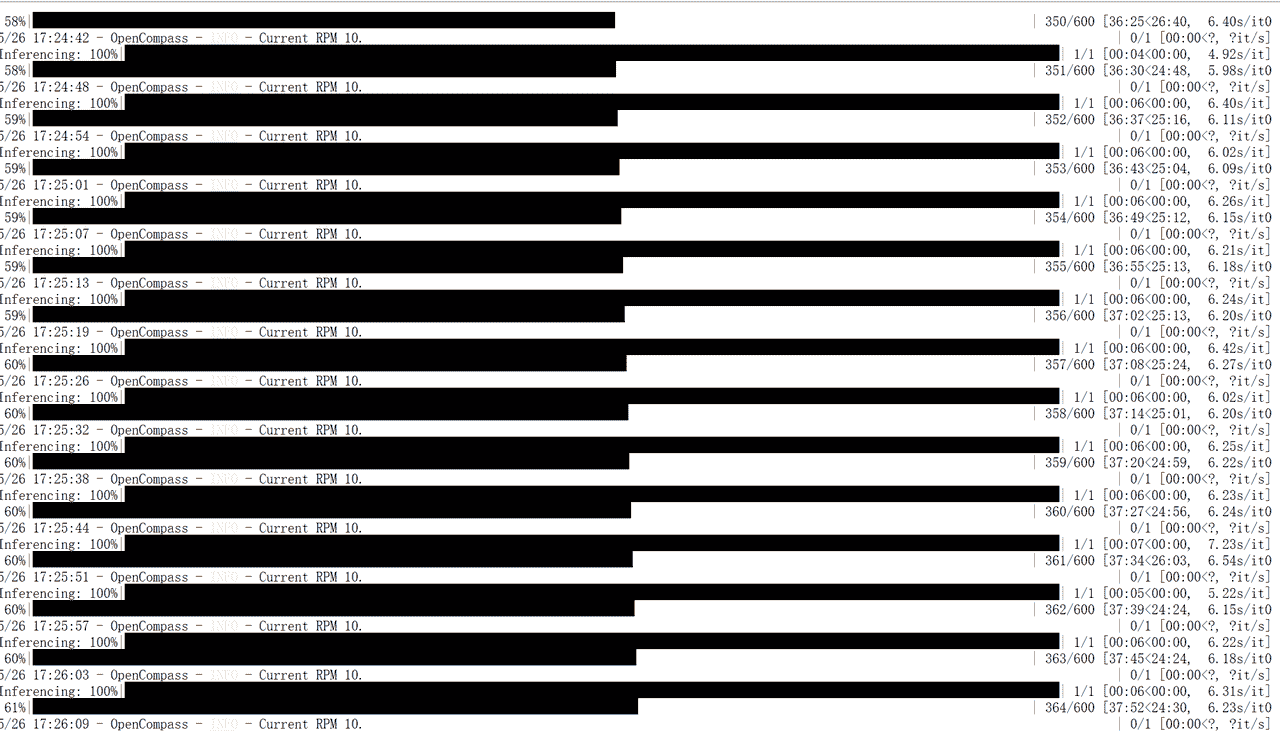 58%| | 350/600 [36:25<26:40, 6.40s/it0
5/26 17:24:42 - OpenCompass - INFO - Current RPM 10. | 0/1 [00:00<?, ?it/s]
Inferencing: 100%| | 1/1 [00:04<00:00, 4.92s/it]
58%| | 351/600 [36:30<24:48, 5.98s/it0
5/26 17:24:48 - OpenCompass - INFO - Current RPM 10. | 0/1 [00:00<?, ?it/s]
Inferencing: 100%| | 1/1 [00:06<00:00, 6.40s/it]
59%| | 352/600 [36:37<25:16, 6.11s/it0
5/26 17:24:54 - OpenCompass - INFO - Current RPM 10. | 0/1 [00:00<?, ?it/s]
Inferencing: 100%| | 1/1 [00:06<00:00, 6.02s/it]
59%| | 353/600 [36:43<25:04, 6.09s/it0
5/26 17:25:01 - OpenCompass - INFO - Current RPM 10. | 0/1 [00:00<?, ?it/s]
Inferencing: 100%| | 1/1 [00:06<00:00, 6.26s/it]
59%| | 354/600 [36:49<25:12, 6.15s/it0
5/26 17:25:07 - OpenCompass - INFO - Current RPM 10. | 0/1 [00:00<?, ?it/s]
Inferencing: 100%| | 1/1 [00:06<00:00, 6.21s/it]
59%| | 355/600 [36:55<25:13, 6.18s/it0
5/26 17:25:13 - OpenCompass - INFO - Current RPM 10. | 0/1 [00:00<?, ?it/s]
Inferencing: 100%| | 1/1 [00:06<00:00, 6.24s/it]
59%| | 356/600 [37:02<25:13, 6.20s/it0
5/26 17:25:19 - OpenCompass - INFO - Current RPM 10. | 0/1 [00:00<?, ?it/s]
Inferencing: 100%| | 1/1 [00:06<00:00, 6.42s/it]
60%| | 357/600 [37:08<25:24, 6.27s/it0
5/26 17:25:26 - OpenCompass - INFO - Current RPM 10. | 0/1 [00:00<?, ?it/s]
Inferencing: 100%| | 1/1 [00:06<00:00, 6.02s/it]
60%| | 358/600 [37:14<25:01, 6.20s/it0
5/26 17:25:32 - OpenCompass - INFO - Current RPM 10. | 0/1 [00:00<?, ?it/s]
Inferencing: 100%| | 1/1 [00:06<00:00, 6.25s/it]
60%| | 359/600 [37:20<24:59, 6.22s/it0
5/26 17:25:38 - OpenCompass - INFO - Current RPM 10. | 0/1 [00:00<?, ?it/s]
Inferencing: 100%| | 1/1 [00:06<00:00, 6.23s/it]
60%| | 360/600 [37:27<24:56, 6.24s/it0
5/26 17:25:44 - OpenCompass - INFO - Current RPM 10. | 0/1 [00:00<?, ?it/s]
Inferencing: 100%| | 1/1 [00:07<00:00, 7.23s/it]
60%| | 361/600 [37:34<26:03, 6.54s/it0
5/26 17:25:51 - OpenCompass - INFO - Current RPM 10. | 0/1 [00:00<?, ?it/s]
Inferencing: 100%| | 1/1 [00:05<00:00, 5.22s/it]
60%| | 362/600 [37:39<24:24, 6.15s/it0
5/26 17:25:57 - OpenCompass - INFO - Current RPM 10. | 0/1 [00:00<?, ?it/s]
Inferencing: 100%| | 1/1 [00:06<00:00, 6.22s/it]
60%| | 363/600 [37:45<24:24, 6.18s/it0
5/26 17:26:03 - OpenCompass - INFO - Current RPM 10. | 0/1 [00:00<?, ?it/s]
Inferencing: 100%| | 1/1 [00:06<00:00, 6.31s/it]
61%| | 364/600 [37:52<24:30, 6.23s/it0
5/26 17:26:09 - OpenCompass - INFO - Current RPM 10. | 0/1 [00:00<?, ?it/s]